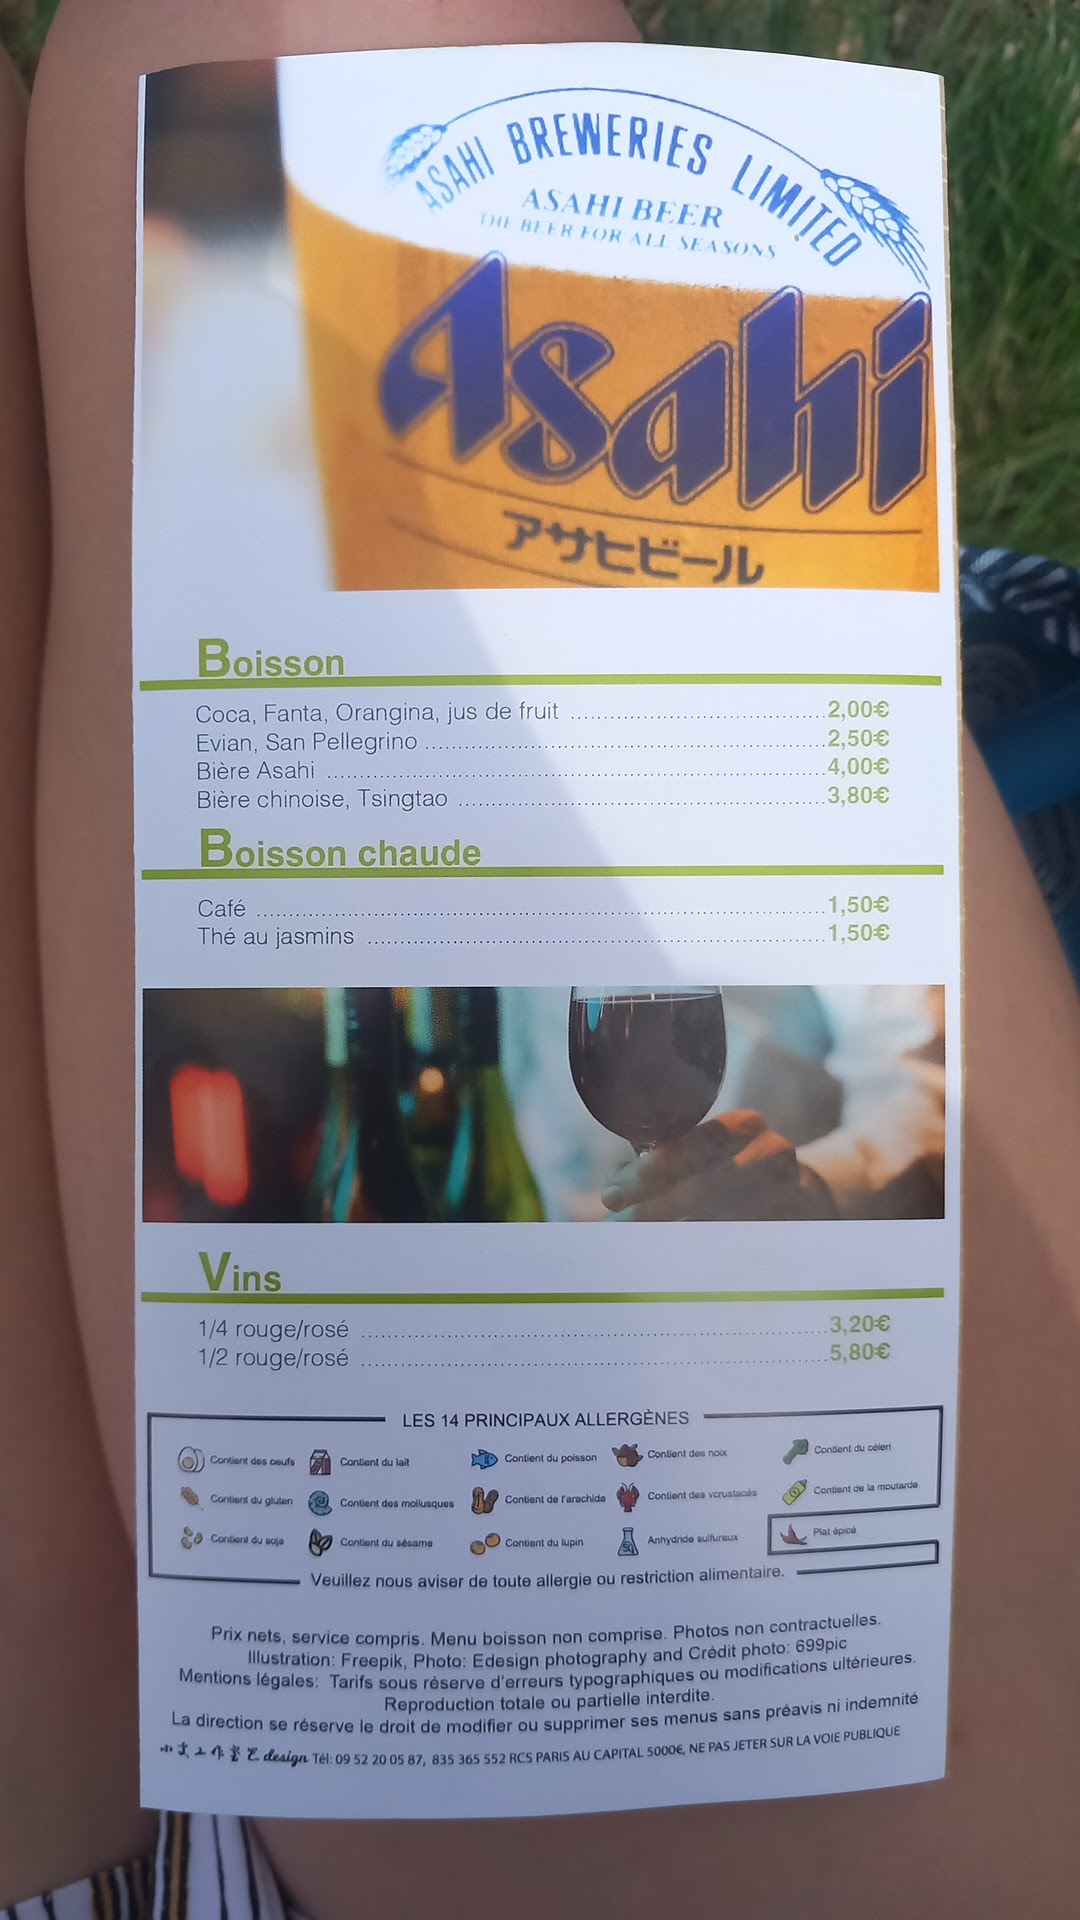 ASAHI BREWERIES LIMITED
ASAHI BEER
THE BEER FOR ALL SEASONS
Asahi
アサヒビール
Boisson
Coca, Fanta, Orangina, jus de fruit ........ 2,00€
Evian, San Pellegrino ........ 2,50€
Bière Asahi ........ 4,00€
Bière chinoise, Tsingtao ........ 3,80€
Boisson chaude
Café ........ 1,50€
Thé au jasmins ........ 1,50€
Vins
1/4 rouge/rosé ........ 3,20€
1/2 rouge/rosé ........ 5,80€
LES 14 PRINCIPAUX ALLERGÈNES
Contient des oeufs Contient du lait Contient du poisson Contient des noix Contient du céleri
Contient du gluten Contient des mollusques Contient de l'arachide Contient des vcrustacés Contient de la moutarde
Contient du soja Contient du sésame Contient du lupin Anhydride sulfureux Plat épicé
Veuillez nous aviser de toute allergie ou restriction alimentaire.
Prix nets, service compris. Menu boisson non comprise. Photos non contractuelles.
Illustration: Freepik, Photo: Edesign photography and Crédit photo: 699pic
Mentions légales: Tarifs sous réserve d'erreurs typographiques ou modifications ultérieures.
Reproduction totale ou partielle interdite.
La direction se réserve le droit de modifier ou supprimer ses menus sans préavis ni indemnité
design Tél: 09 52 20 05 87, 835 365 552 RCS PARIS AU CAPITAL 5000€, NE PAS JETER SUR LA VOIE PUBLIQUE